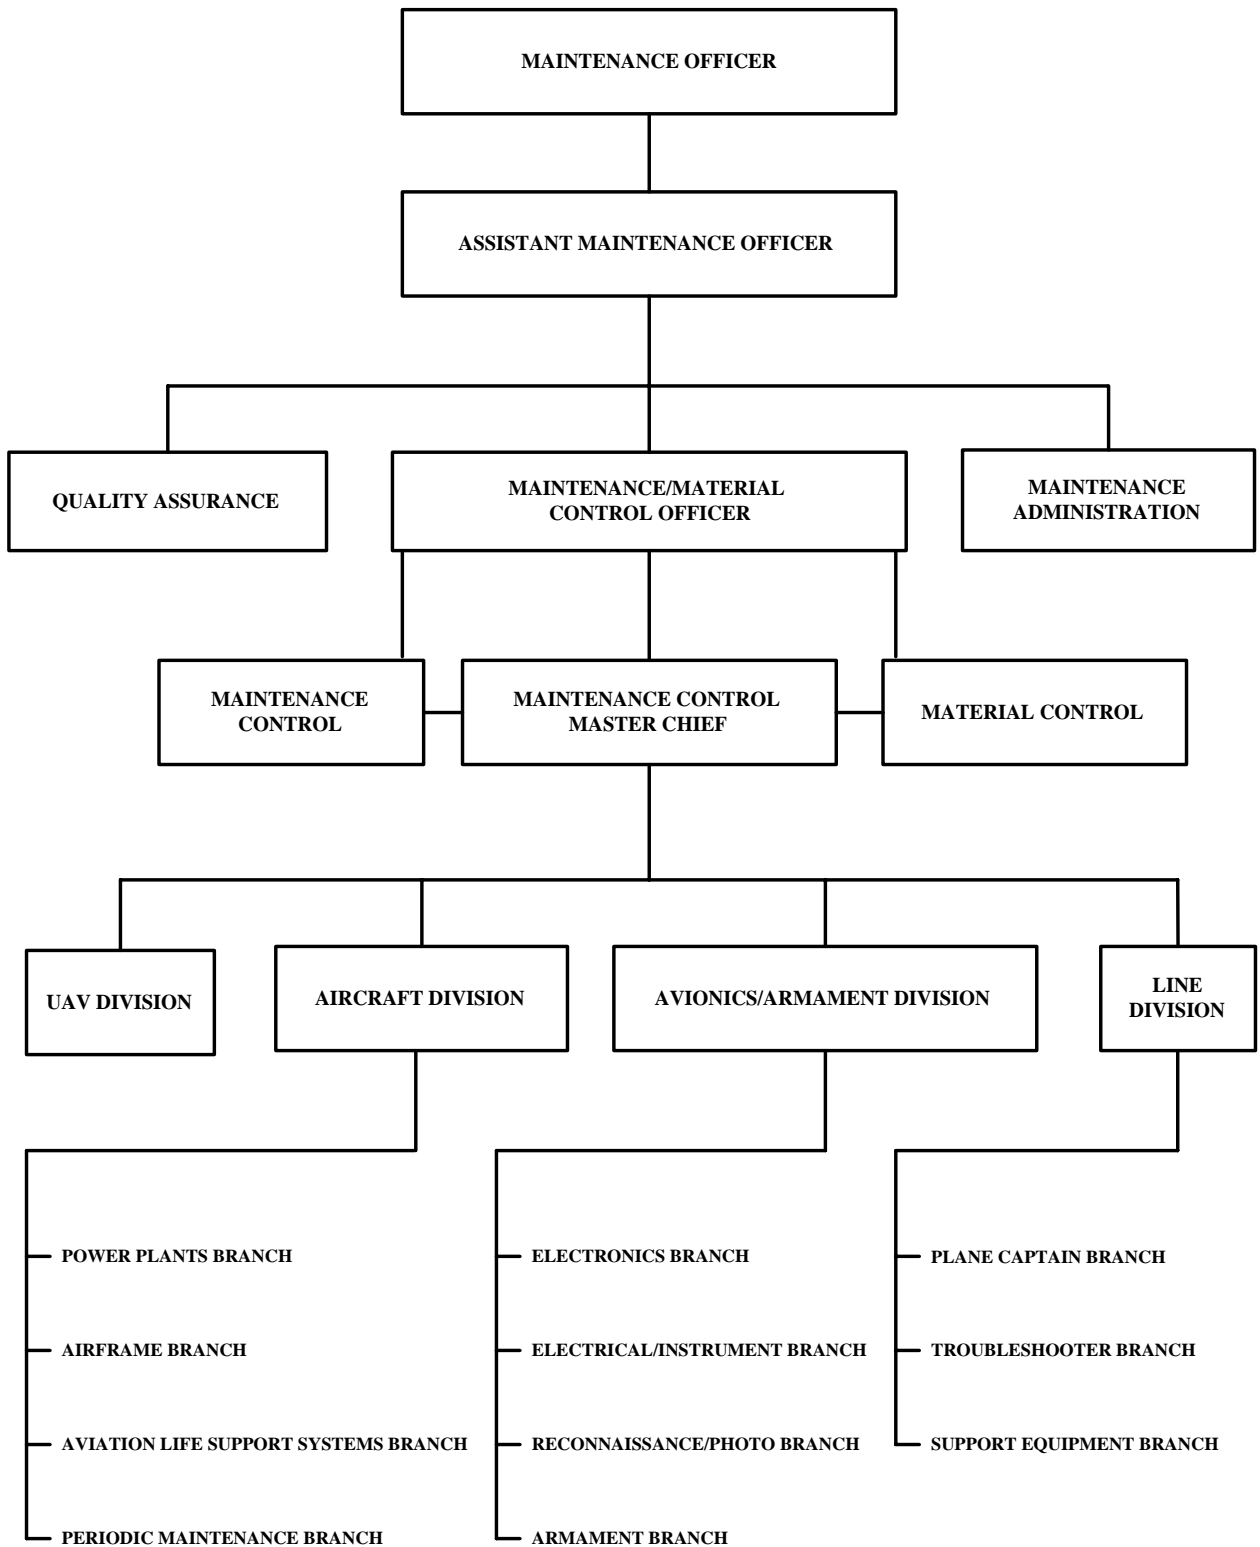 MAINTENANCE OFFICER
ASSISTANT MAINTENANCE OFFICER
QUALITY ASSURANCE
MAINTENANCE/MATERIAL
CONTROL OFFICER
MAINTENANCE
ADMINISTRATION
MAINTENANCE
CONTROL
MAINTENANCE CONTROL
MASTER CHIEF
MATERIAL CONTROL
UAV DIVISION
AIRCRAFT DIVISION
AVIONICS/ARMAMENT DIVISION
LINE
DIVISION
POWER PLANTS BRANCH
AIRFRAME BRANCH
AVIATION LIFE SUPPORT SYSTEMS BRANCH
PERIODIC MAINTENANCE BRANCH
ELECTRONICS BRANCH
ELECTRICAL/INSTRUMENT BRANCH
RECONNAISSANCE/PHOTO BRANCH
ARMAMENT BRANCH
PLANE CAPTAIN BRANCH
TROUBLESHOOTER BRANCH
SUPPORT EQUIPMENT BRANCH